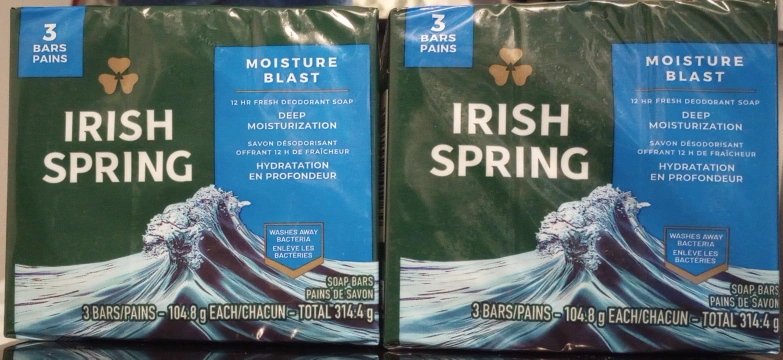 3
BARS
PAINS
IRISH
SPRING
MOISTURE
BLAST
12 HR FRESH DEODORANT SOAP
DEEP
MOISTURIZATION
SAVON DÉSODORISANT
OFFRANT 12 H DE FRAÎCHEUR
HYDRATATION
EN PROFONDEUR
WASHES AWAY
BACTERIA
ENLÈVE LES
BACTÉRIES
SOAP BARS
PAINS DE SAVON
3 BARS/PAINS – 104.8 g EACH/CHACUN – TOTAL 314.4 g
3
BARS
PAINS
IRISH
SPRING
MOISTURE
BLAST
12 HR FRESH DEODORANT SOAP
DEEP
MOISTURIZATION
SAVON DÉSODORISANT
OFFRANT 12 H DE FRAÎCHEUR
HYDRATATION
EN PROFONDEUR
WASHES AWAY
BACTERIA
ENLÈVE LES
BACTÉRIES
SOAP BARS
PAINS DE SAVON
3 BARS/PAINS – 104.8 g EACH/CHACUN – TOTAL 314.4 g